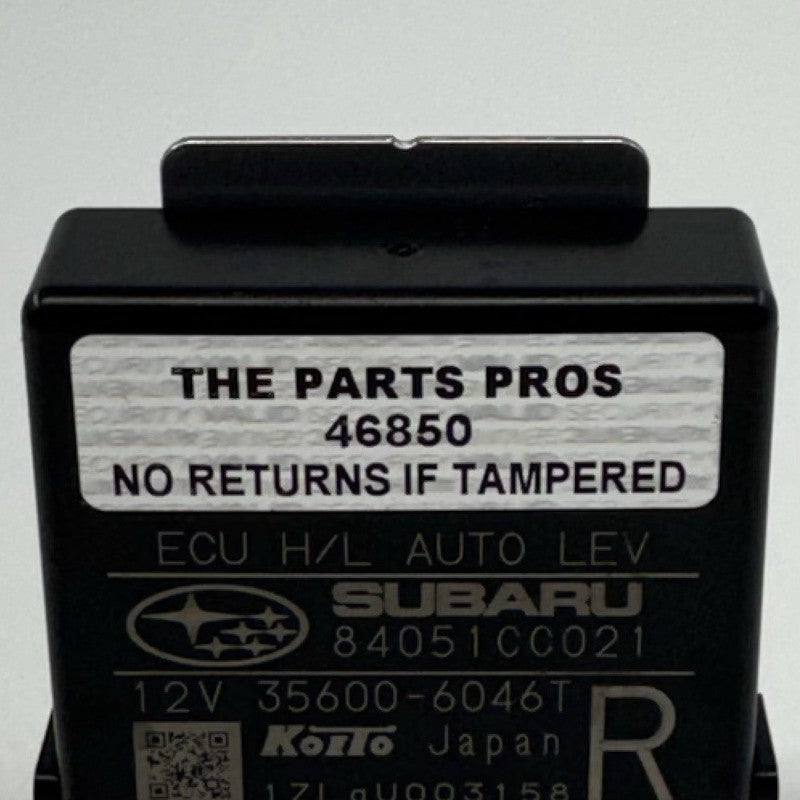 THE PARTS PROS
46850
NO RETURNS IF TAMPERED
ECU H/L AUTO LEV
SUBARU
84051CC021
12V 35600-6046T
R
KOITO Japan